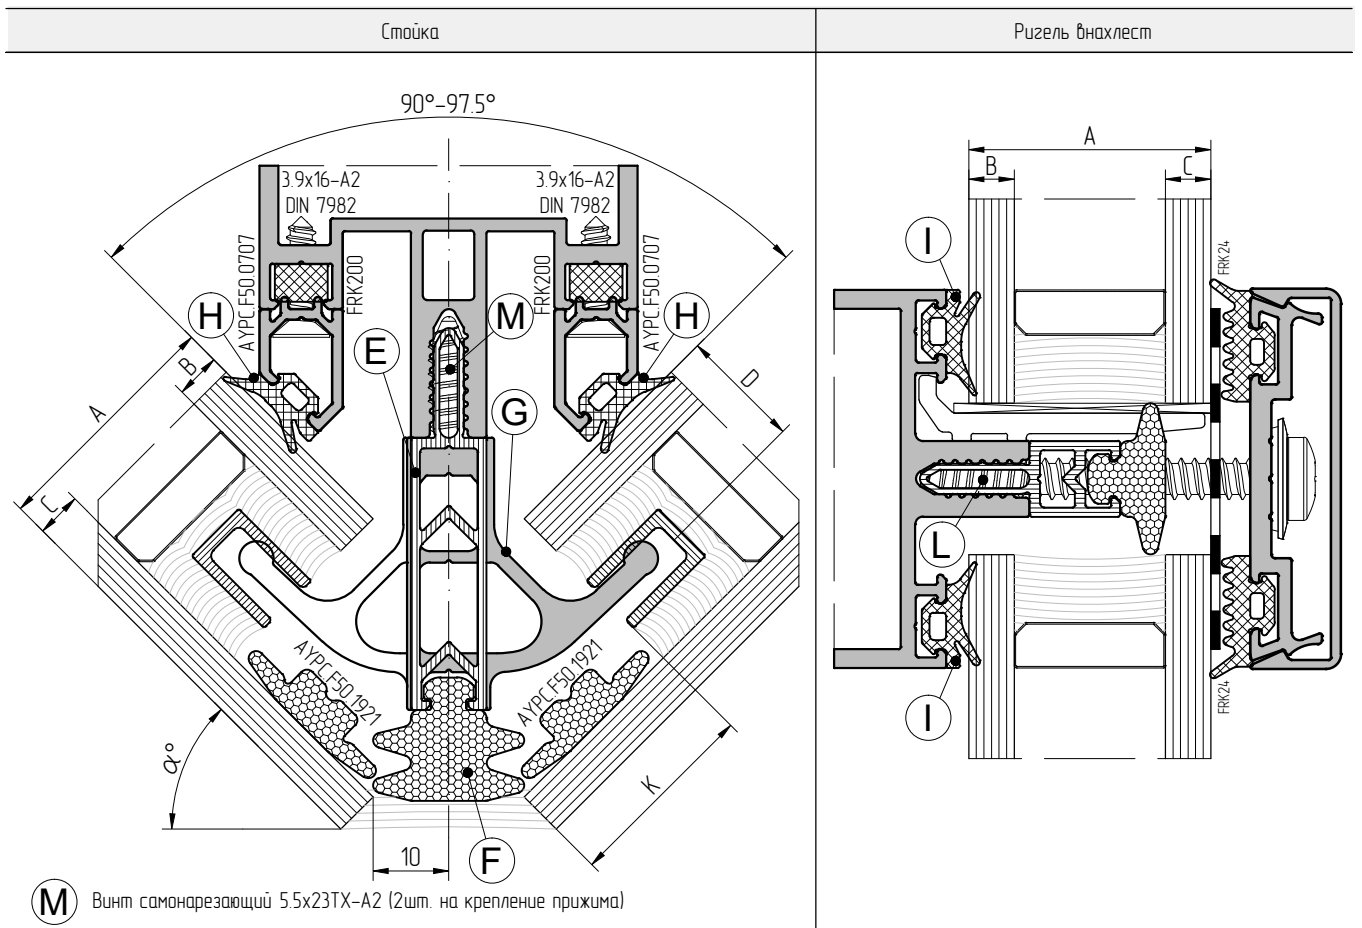 Стойка
Ригель внахлест
90°-97.5°
3.9x16-A2
DIN 7982
3.9x16-A2
DIN 7982
AYPC.F50.0707
FRK200
FRK200
AYPC.F50.0707
H
M
H
E
G
B
A
C
D
AYPC.F50.1921
AYPC.F50.1921
α°
K
10
F
M Винт самонарезающий 5.5x23TX-A2 (2шт. на крепление прижима)
A
B
C
I
FRK24
L
I
FRK24